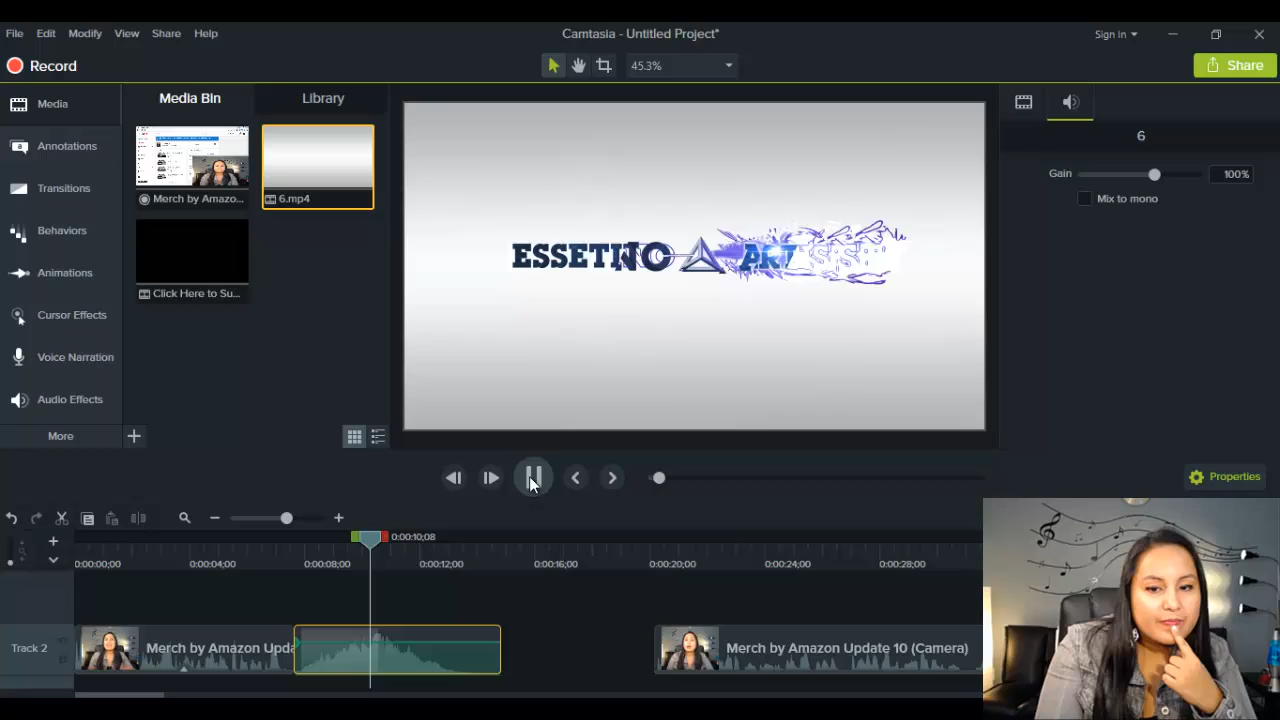 File Edit Modify View Share Help
Camtasia - Untitled Project*
Sign in
Record
45.3%
Share
Media
Media Bin
Library
Annotations
Transitions
Behaviors
Animations
Cursor Effects
Voice Narration
Audio Effects
More
Merch by Amazo...
6.mp4
Click Here to Su...
ESSETINO ART
6
Gain
100%
Mix to mono
Properties
0:00:10;08
0:00:00;00 0:00:04;00 0:00:08;00 0:00:12;00 0:00:16;00 0:00:20;00 0:00:24;00 0:00:28;00
Track 2
Merch by Amazon Upda
Merch by Amazon Update 10 (Camera)